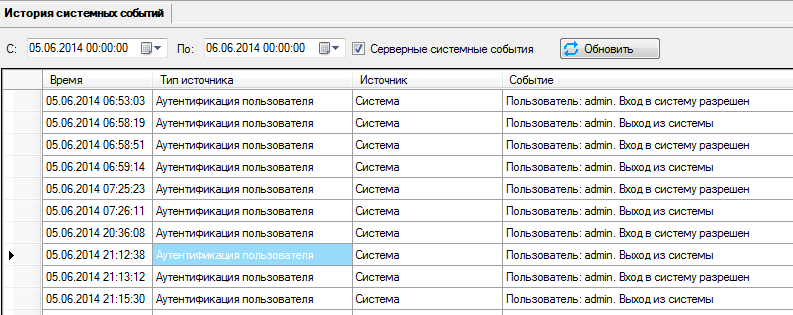 История системных событий
С: 05.06.2014 00:00:00 По: 06.06.2014 00:00:00 Серверные системные события Обновить
Время Тип источника Источник Событие
05.06.2014 06:53:03 Аутентификация пользователя Система Пользователь: admin. Вход в систему разрешен
05.06.2014 06:58:19 Аутентификация пользователя Система Пользователь: admin. Выход из системы
05.06.2014 06:58:51 Аутентификация пользователя Система Пользователь: admin. Вход в систему разрешен
05.06.2014 06:59:14 Аутентификация пользователя Система Пользователь: admin. Выход из системы
05.06.2014 07:25:23 Аутентификация пользователя Система Пользователь: admin. Вход в систему разрешен
05.06.2014 07:26:11 Аутентификация пользователя Система Пользователь: admin. Выход из системы
05.06.2014 20:36:08 Аутентификация пользователя Система Пользователь: admin. Вход в систему разрешен
05.06.2014 21:12:38 Аутентификация пользователя Система Пользователь: admin. Выход из системы
05.06.2014 21:13:12 Аутентификация пользователя Система Пользователь: admin. Вход в систему разрешен
05.06.2014 21:15:30 Аутентификация пользователя Система Пользователь: admin. Выход из системы